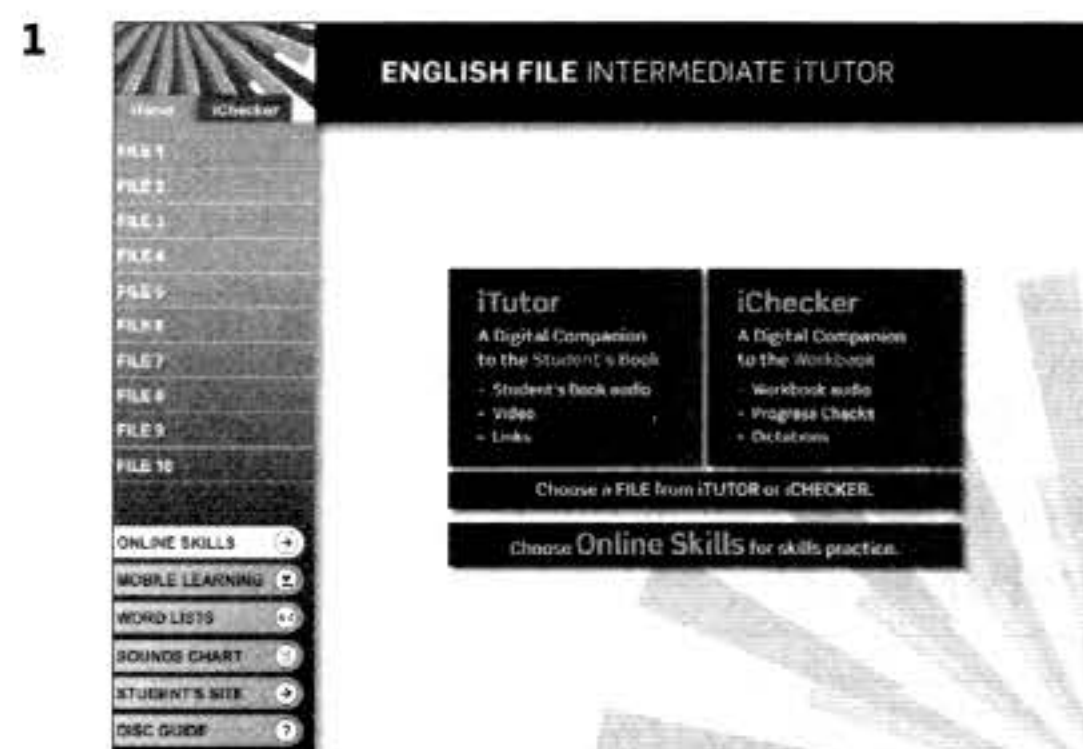 1
ENGLISH FILE INTERMEDIATE iTUTOR
iTutor iChecker
FILE 1
FILE 2
FILE 3
FILE 4
FILE 5
FILE 6
FILE 7
FILE 8
FILE 9
FILE 10
ONLINE SKILLS
MOBILE LEARNING
WORD LISTS
SOUNDS CHART
STUDENT'S SITE
DISC GUIDE ?
iTutor
A Digital Companion
to the Student's Book
- Student's Book audio
- Video
- Links
iChecker
A Digital Companion
to the Workbook
- Workbook audio
- Progress Checks
- Dictations
Choose a FILE from iTUTOR or iCHECKER.
Choose Online Skills for skills practice.